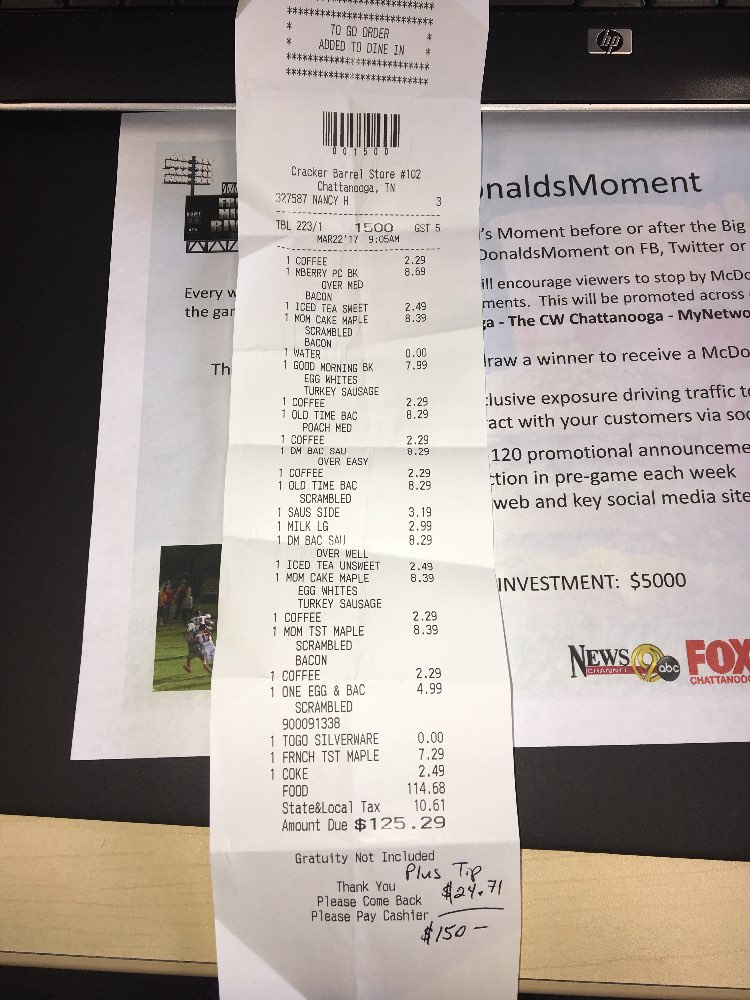 *****************
* TO GO ORDER *
* ADDED TO DINE IN *
*****************
*****************
hp
001500
Cracker Barrel Store #102
Chattanooga, TN
327587 NANCY H 3
TBL 223/1 1500 GST 5
MAR22'17 9:05AM
1 COFFEE 2.29
1 MBERRY PC BK 8.69
OVER MED
BACON
1 ICED TEA SWEET 2.49
1 MOM CAKE MAPLE 8.39
SCRAMBLED
BACON
1 WATER 0.00
1 GOOD MORNING BK 7.99
EGG WHITES
TURKEY SAUSAGE
1 COFFEE 2.29
1 OLD TIME BAC 8.29
POACH MED
1 COFFEE 2.29
1 DM BAC SAU 8.29
OVER EASY
1 COFFEE 2.29
1 OLD TIME BAC 8.29
SCRAMBLED
1 SAUS SIDE 3.19
1 MILK LG 2.99
1 DM BAC SAU 8.29
OVER WELL
1 ICED TEA UNSWEET 2.49
1 MOM CAKE MAPLE 8.39
EGG WHITES
TURKEY SAUSAGE
1 COFFEE 2.29
1 MOM TST MAPLE 8.39
SCRAMBLED
BACON
1 COFFEE 2.29
1 ONE EGG & BAC 4.99
SCRAMBLED
900091338
1 TOGO SILVERWARE 0.00
1 FRNCH TST MAPLE 7.29
1 COKE 2.49
FOOD 114.68
State&Local Tax 10.61
Amount Due $125.29
Gratuity Not Included
Plus Tip
Thank You $24.71
Please Come Back
Please Pay Cashier
$150 —
Every w
the gar
Th
naldsMoment
's Moment before or after the Big
DonaldsMoment on FB, Twitter or
ill encourage viewers to stop by McDo
ments. This will be promoted across
ga - The CW Chattanooga - MyNetwo
draw a winner to receive a McDo
clusive exposure driving traffic to
act with your customers via soc
120 promotional announceme
ction in pre-game each week
web and key social media site
INVESTMENT: $5000
NEWS 9 abc
CHANNEL
FOX
CHATTANOO